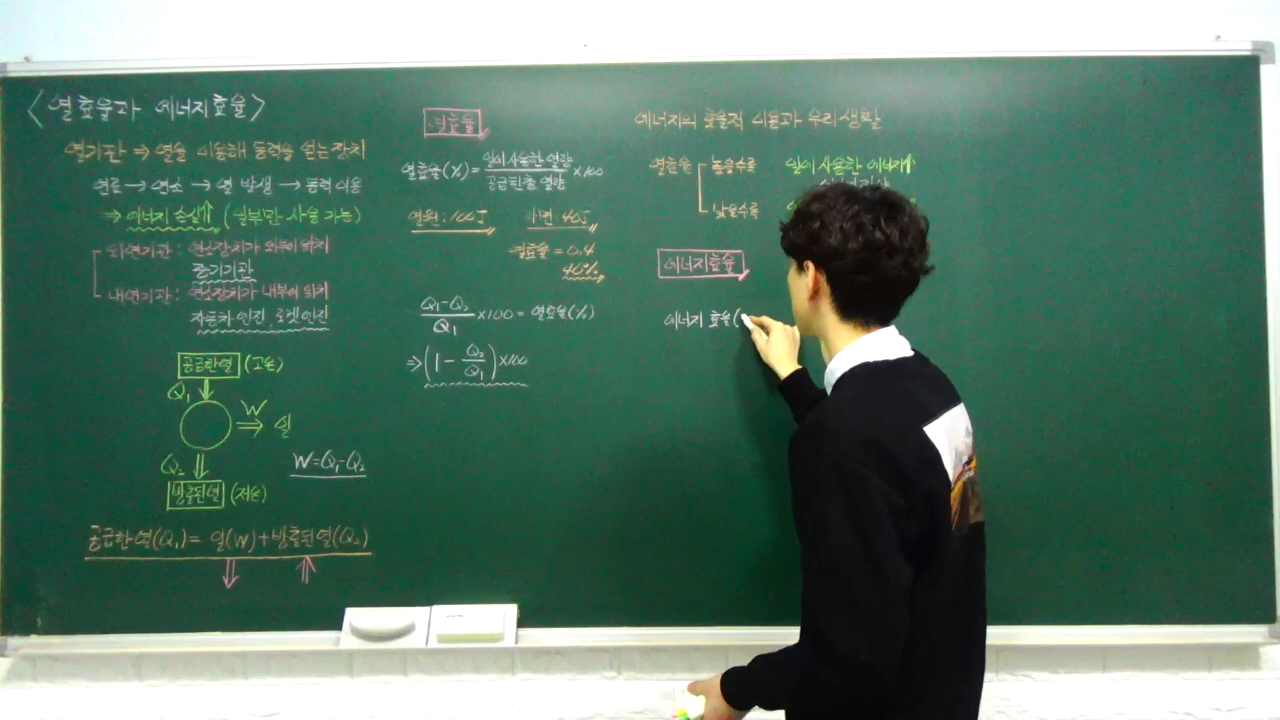 <열효율과 에너지효율>
열기관 ⇒ 열을 이용해 동력을 얻는 장치
연료 → 연소 → 열 발생 → 동력 이용
⇒ 에너지 손실↑ (일부만 사용 가능)
외연기관 : 연소장치가 외부에 위치
증기기관
내연기관 : 연소장치가 내부에 위치
자동차 엔진, 로켓 엔진
공급한 열 (고온)
Q₁
W
⇒ 일
Q₂
W=Q₁-Q₂
방출된 열 (저온)
공급한 열(Q₁) = 일(W) + 방출된 열(Q₂)
열효율
열효율(%) = 일에 사용한 열량 / 공급된 총 열량 ×100
열원 : 100J
40J
열효율 = 0.4
40%
Q₁-Q₂ / Q₁ ×100 = 열효율(%)
⇒ (1 - Q₂/Q₁) ×100
에너지의 효율적 이용과 우리 생활
열효율
높을수록 일에 사용한 에너지↑
낮을수록
에너지효율
에너지 효율(